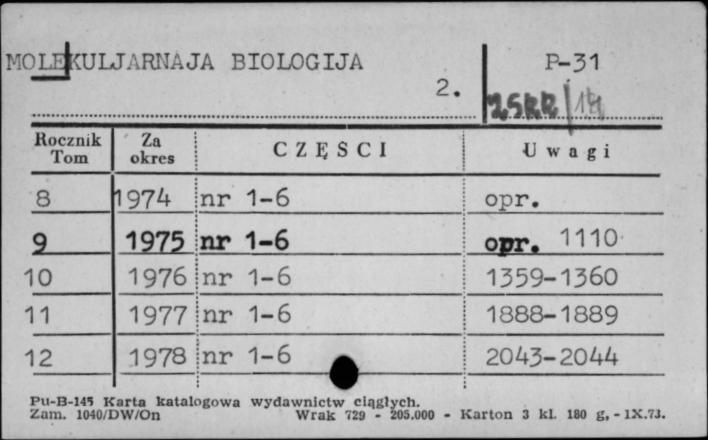 MOLEKULJARNAJA BIOLOGIJA P-31
2.
Rocznik Tom Za okres CZĘŚCI Uwagi
8 1974 nr 1-6 opr.
9 1975 nr 1-6 opr. 1110
10 1976 nr 1-6 1359-1360
11 1977 nr 1-6 1888-1889
12 1978 nr 1-6 2043-2044
Pu-B-145 Karta katalogowa wydawnictw ciągłych.
Zam. 1040/DW/On Wrak 729 - 205.000 - Karton 3 kl. 180 g, - IX.73.